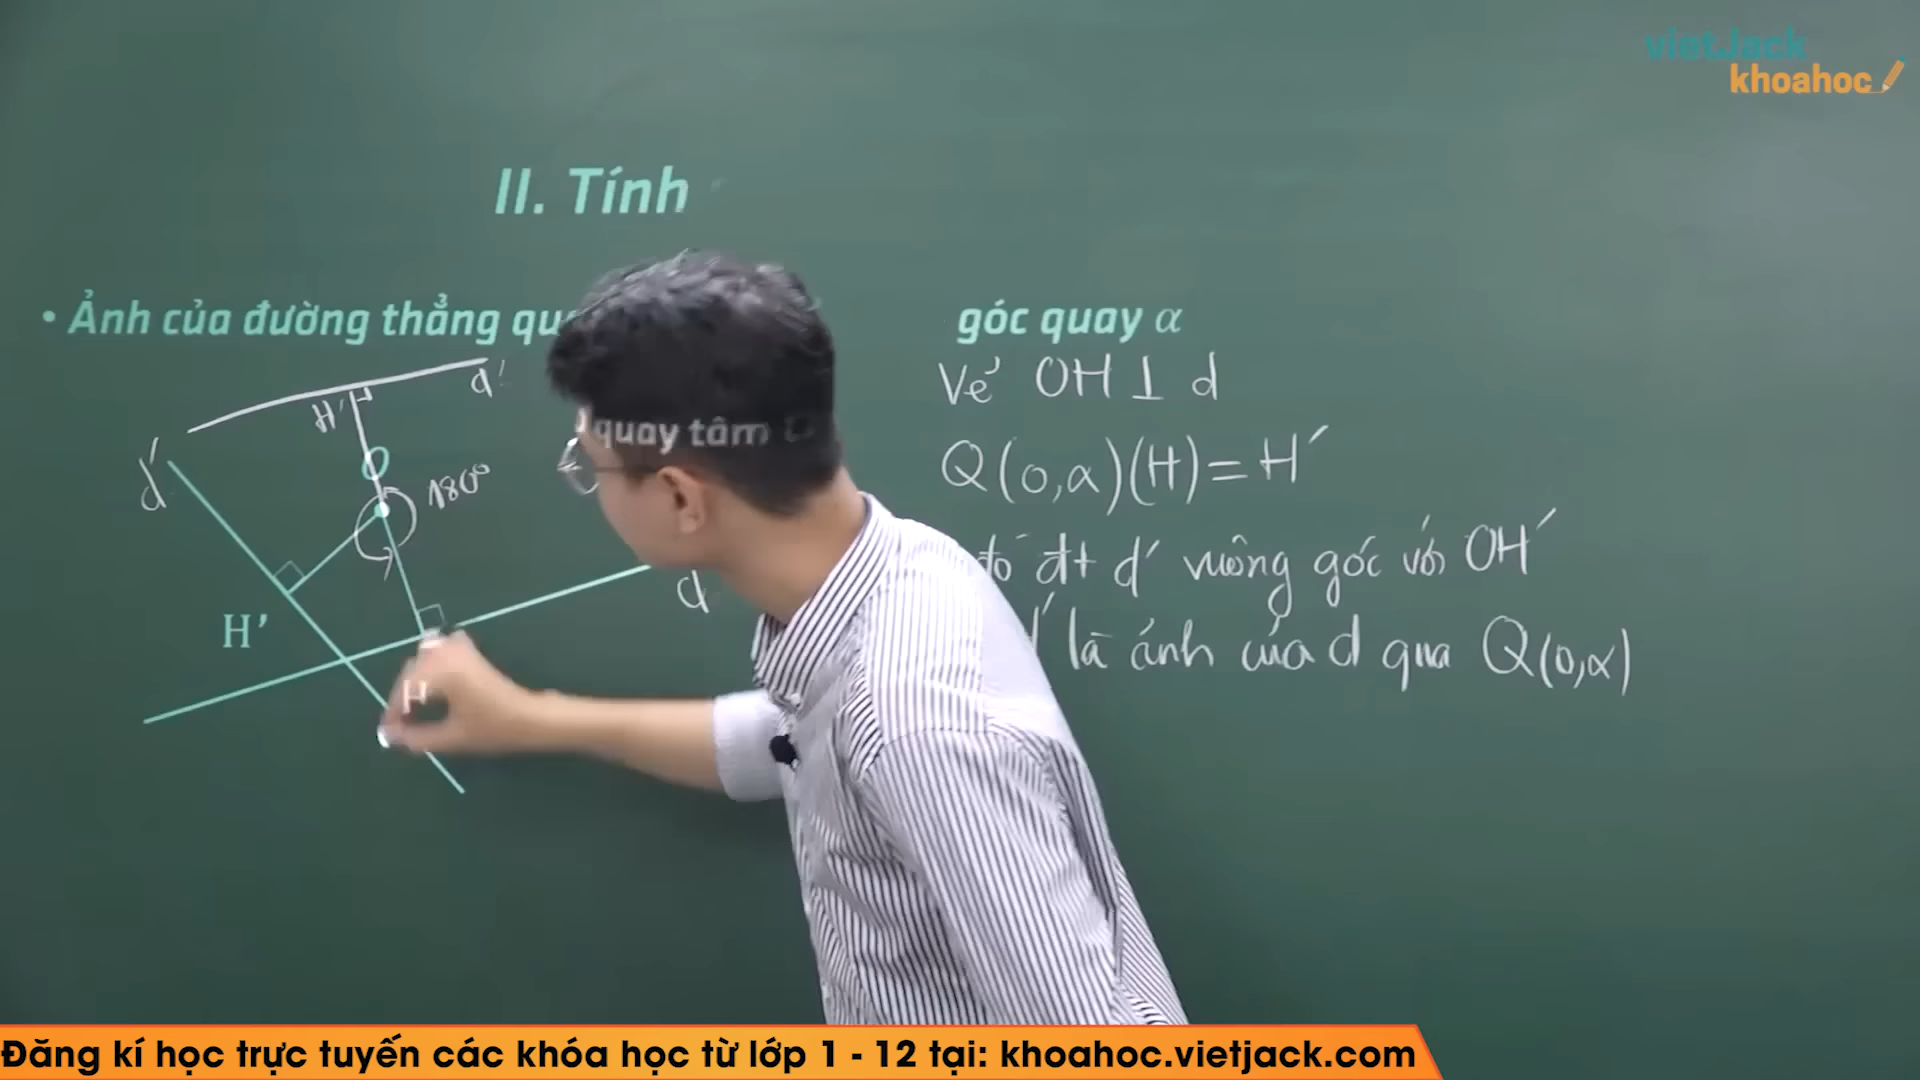 vietJack
khoahoc
II. Tính
• Ảnh của đường thẳng qu
góc quay α
quay tâm O
Vẽ OH ⊥ d
Q(O,α)(H) = H'
đó đt d' vuông góc với OH'
là ảnh của d qua Q(O,α)
d'
H'
O
180°
d'
H'
d
H
Đăng kí học trực tuyến các khóa học từ lớp 1 - 12 tại: khoahoc.vietjack.com